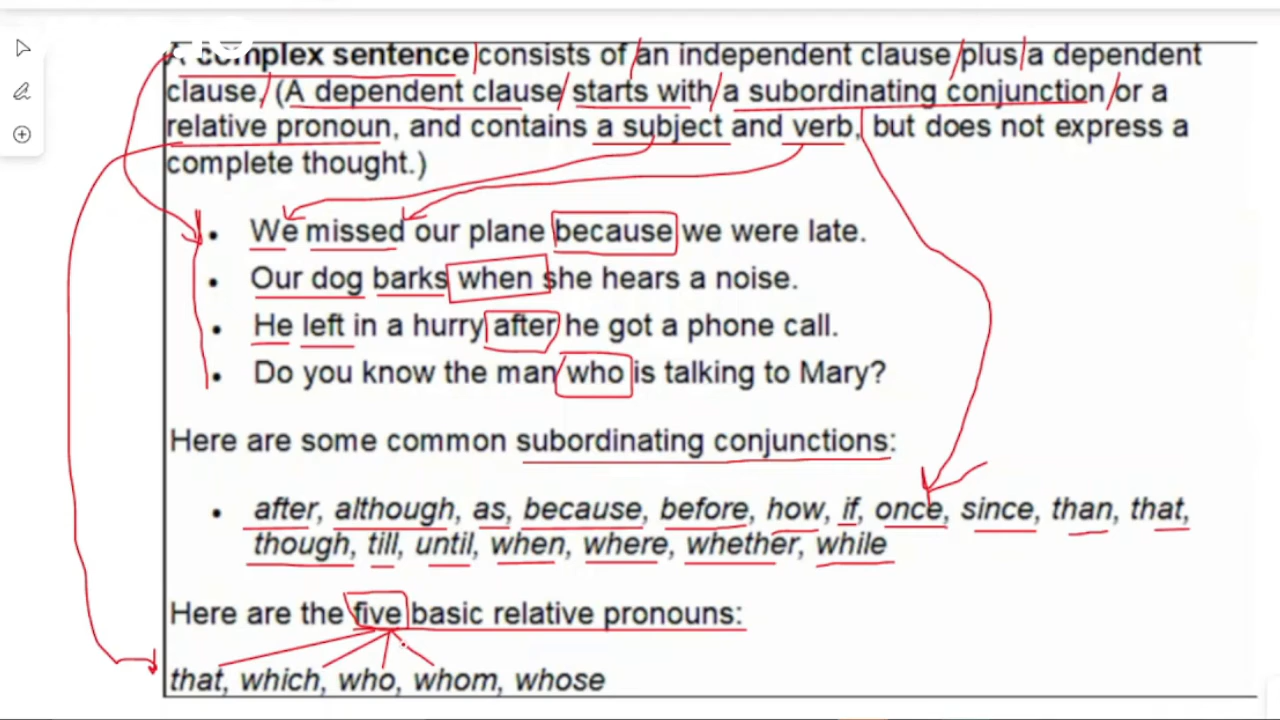 A complex sentence consists of an independent clause plus a dependent
clause. (A dependent clause starts with a subordinating conjunction or a
relative pronoun, and contains a subject and verb, but does not express a
complete thought.)
• We missed our plane because we were late.
• Our dog barks when she hears a noise.
• He left in a hurry after he got a phone call.
• Do you know the man who is talking to Mary?
Here are some common subordinating conjunctions:
• after, although, as, because, before, how, if, once, since, than, that,
though, till, until, when, where, whether, while
Here are the five basic relative pronouns:
that, which, who, whom, whose